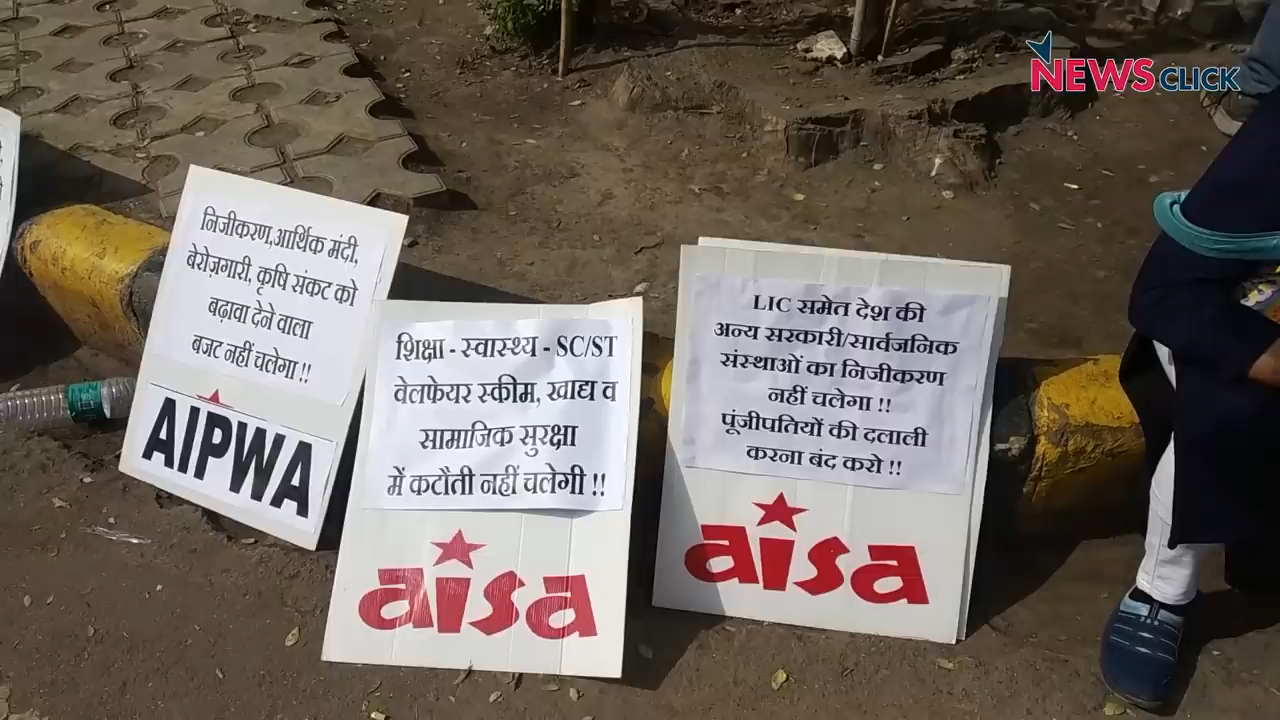 NEWSCLICK
निजीकरण,आर्थिक मंदी,
बेरोज़गारी, कृषि संकट को
बढ़ावा देने वाला
बजट नहीं चलेगा !!
AIPWA
शिक्षा - स्वास्थ्य - SC/ST
वेलफेयर स्कीम, खाद्य व
सामाजिक सुरक्षा
में कटौती नहीं चलेगी !!
aisa
LIC समेत देश की
अन्य सरकारी/सार्वजनिक
संस्थाओं का निजीकरण
नहीं चलेगा !!
पूंजीपतियों की दलाली
करना बंद करो !!
aisa